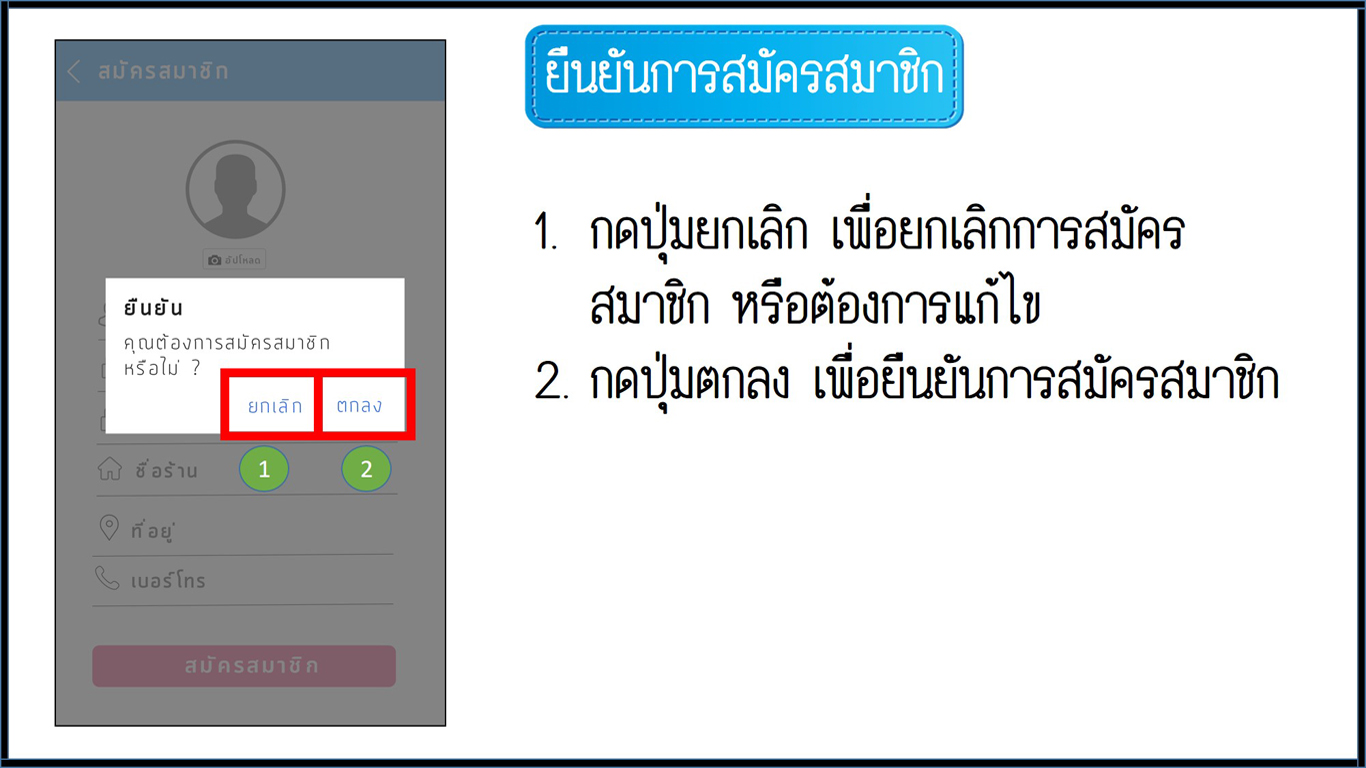 สมัครสมาชิก
อัปโหลด
ยืนยัน
คุณต้องการสมัครสมาชิก
หรือไม่ ?
ยกเลิก ตกลง
1 2
ชื่อร้าน
ที่อยู่
เบอร์โทร
สมัครสมาชิก
ยืนยันการสมัครสมาชิก
1. กดปุ่มยกเลิก เพื่อยกเลิกการสมัคร
สมาชิก หรือต้องการแก้ไข
2. กดปุ่มตกลง เพื่อยืนยันการสมัครสมาชิก